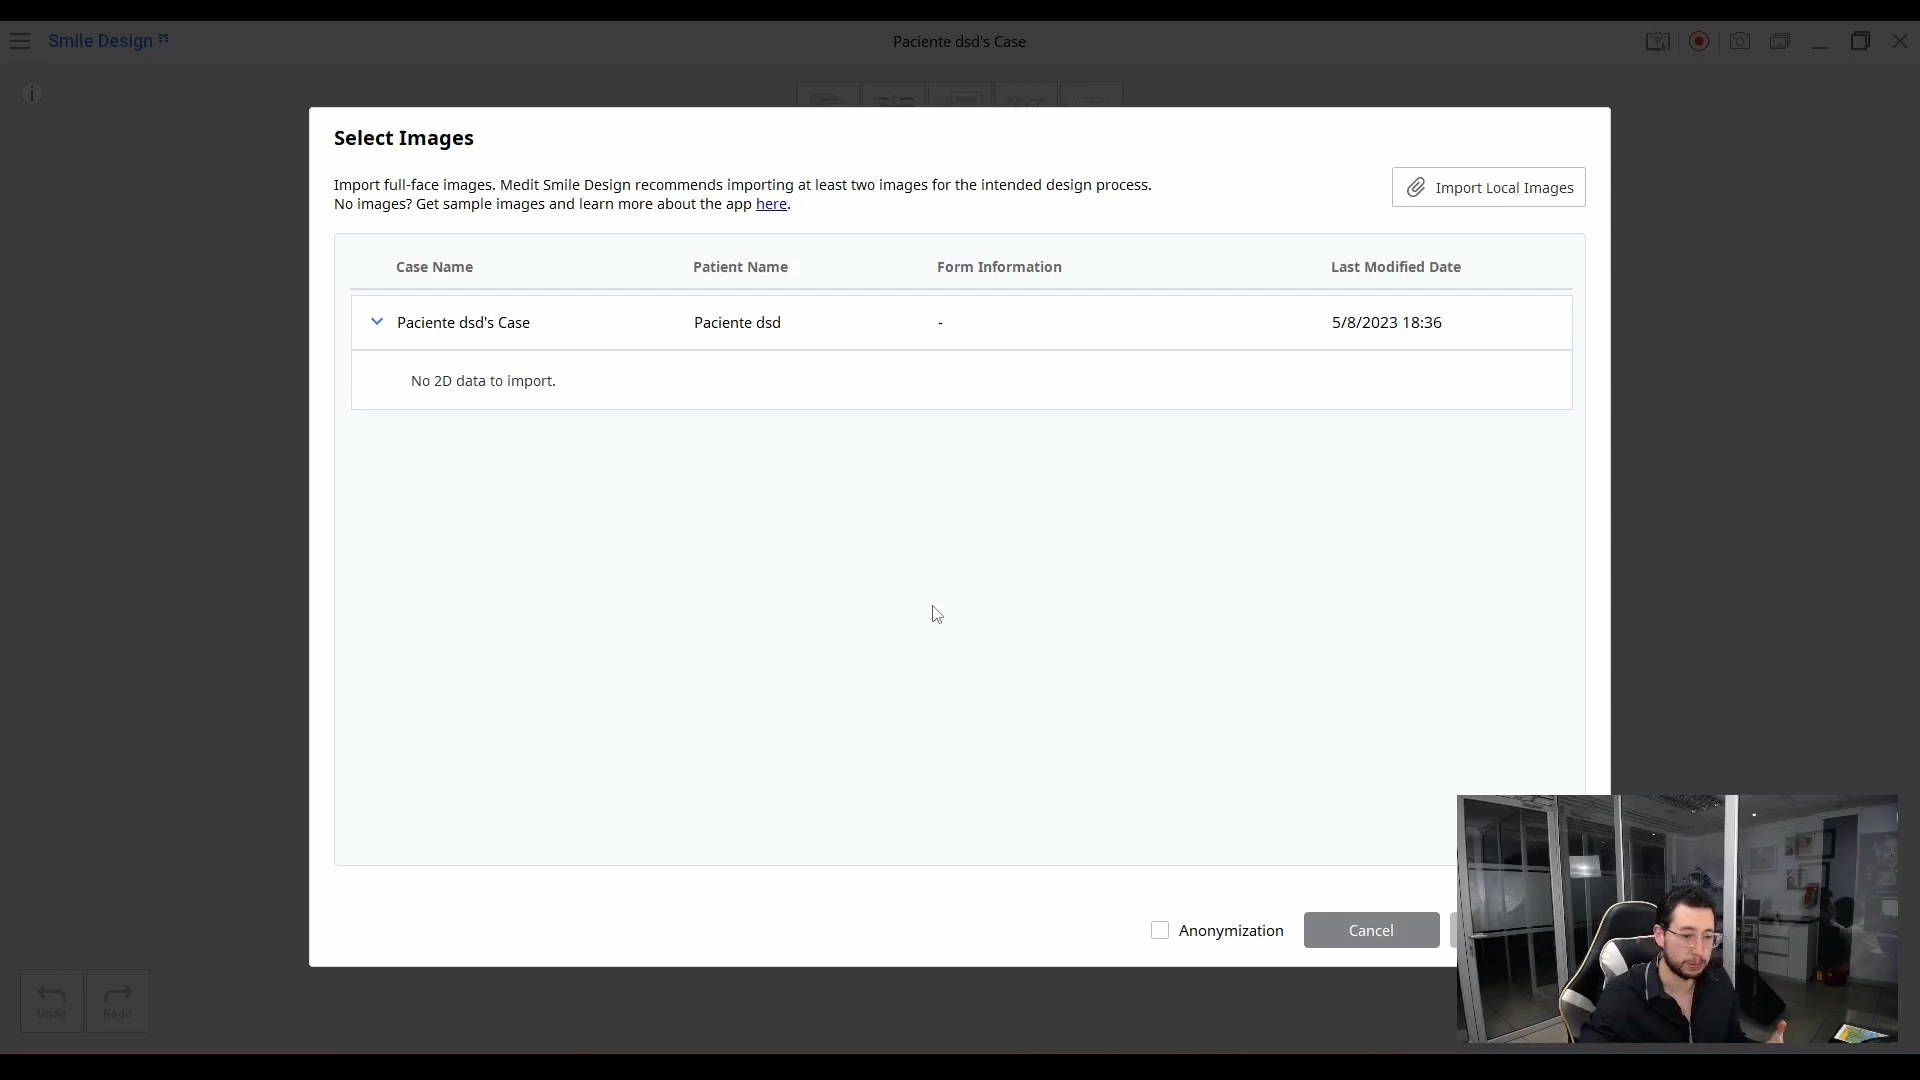 Smile Design
Paciente dsd's Case
Select Images
Import full-face images. Medit Smile Design recommends importing at least two images for the intended design process.
No images? Get sample images and learn more about the app here.
Import Local Images
Case Name Patient Name Form Information Last Modified Date
Paciente dsd's Case Paciente dsd - 5/8/2023 18:36
No 2D data to import.
Anonymization
Cancel
Undo Redo